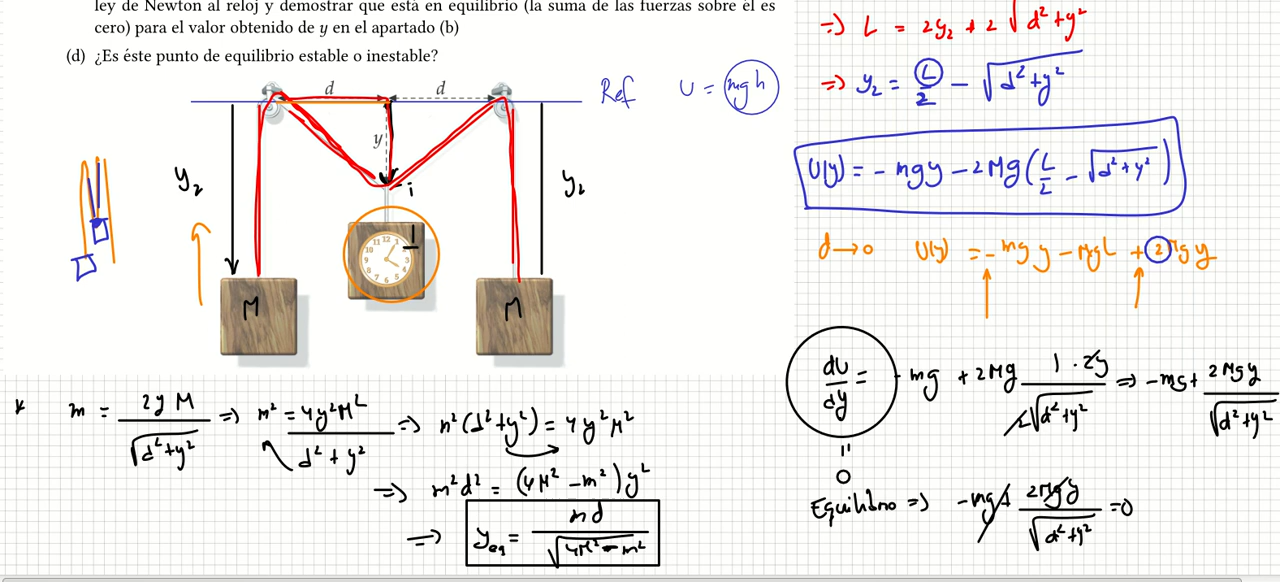 ley de Newton al reloj y demostrar que está en equilibrio (la suma de las fuerzas sobre él es
cero) para el valor obtenido de y en el apartado (b)
(d) ¿Es éste punto de equilibrio estable o inestable?
d d
Ref U = mgh
y
y₂ y₂
i
1
M M
=> L = 2y₂ + 2√(d²+y²)
=> y₂ = L/2 - √(d²+y²)
U(y) = -mgy - 2Mg(L/2 - √(d²+y²))
d→0 U(y) = -mgy - MgL + 2Mgy
dU/dy = -mg + 2Mg 1·2y/(2√(d²+y²)) => -mg + 2Mgy/√(d²+y²)
"
0
Equilibrio => -mg + 2Mgy/√(d²+y²) = 0
* m = 2yM/√(d²+y²) => m² = 4y²M²/(d²+y²) => m²(d²+y²) = 4y²M²
=> m²d² = (4M²-m²)y²
=> y_eq = md/√(4M²-m²)